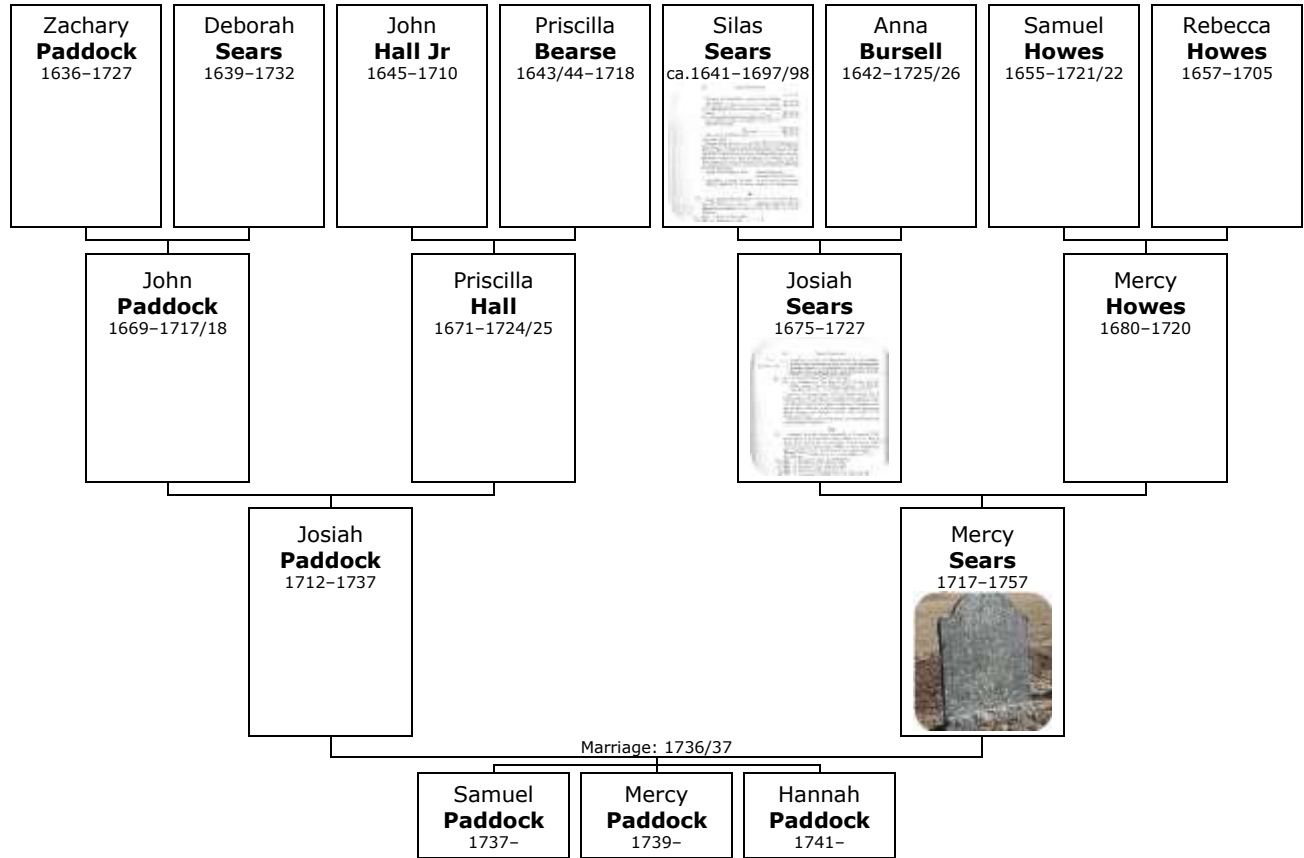 Zachary
Paddock
1636–1727
Deborah
Sears
1639–1732
John
Hall Jr
1645–1710
Priscilla
Bearse
1643/44–1718
Silas
Sears
ca.1641–1697/98
Anna
Bursell
1642–1725/26
Samuel
Howes
1655–1721/22
Rebecca
Howes
1657–1705
John
Paddock
1669–1717/18
Priscilla
Hall
1671–1724/25
Josiah
Sears
1675–1727
Mercy
Howes
1680–1720
Josiah
Paddock
1712–1737
Mercy
Sears
1717–1757
Marriage: 1736/37
Samuel
Paddock
1737–
Mercy
Paddock
1739–
Hannah
Paddock
1741–